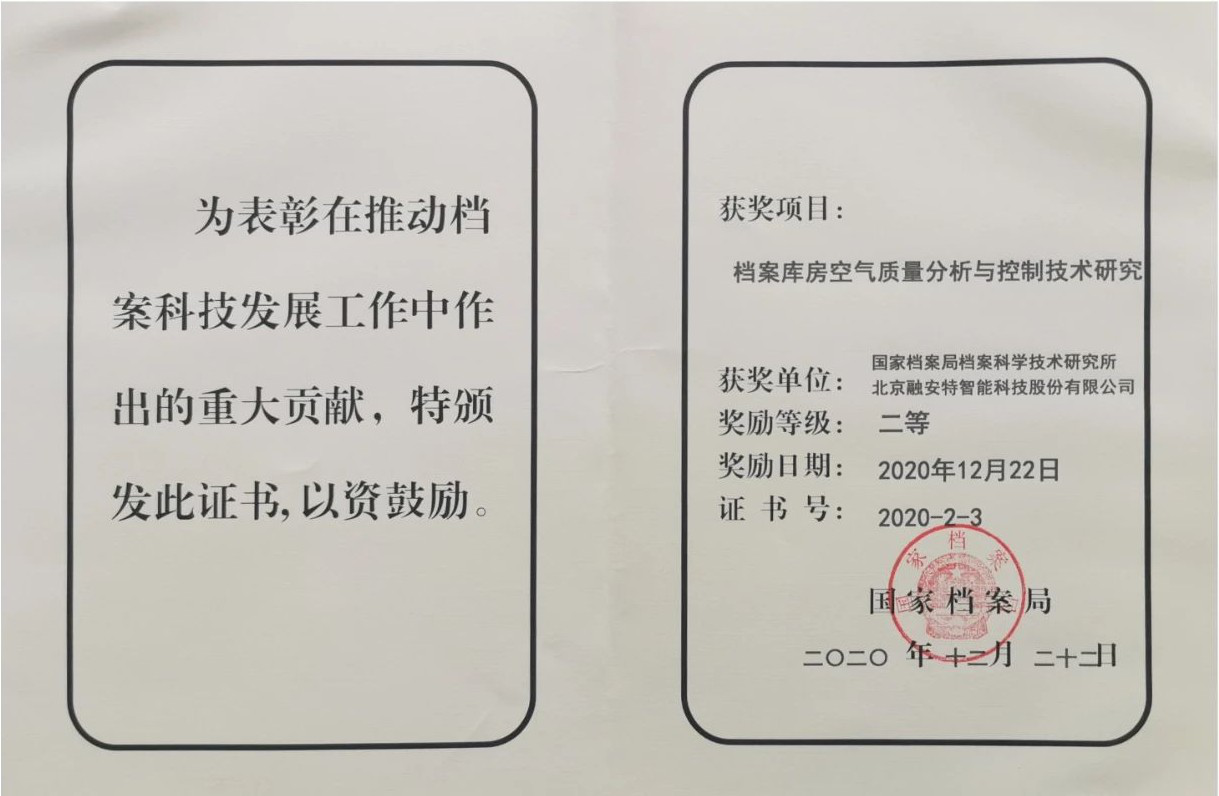 为表彰在推动档
案科技发展工作中作
出的重大贡献，特颁
发此证书，以资鼓励。
获奖项目：
档案库房空气质量分析与控制技术研究
获奖单位：
国家档案局档案科学技术研究所
北京融安特智能科技股份有限公司
奖励等级： 二等
奖励日期： 2020年12月22日
证 书 号： 2020-2-3
国家档案局
国家档案局
二〇二〇 年 十二月 二十二日